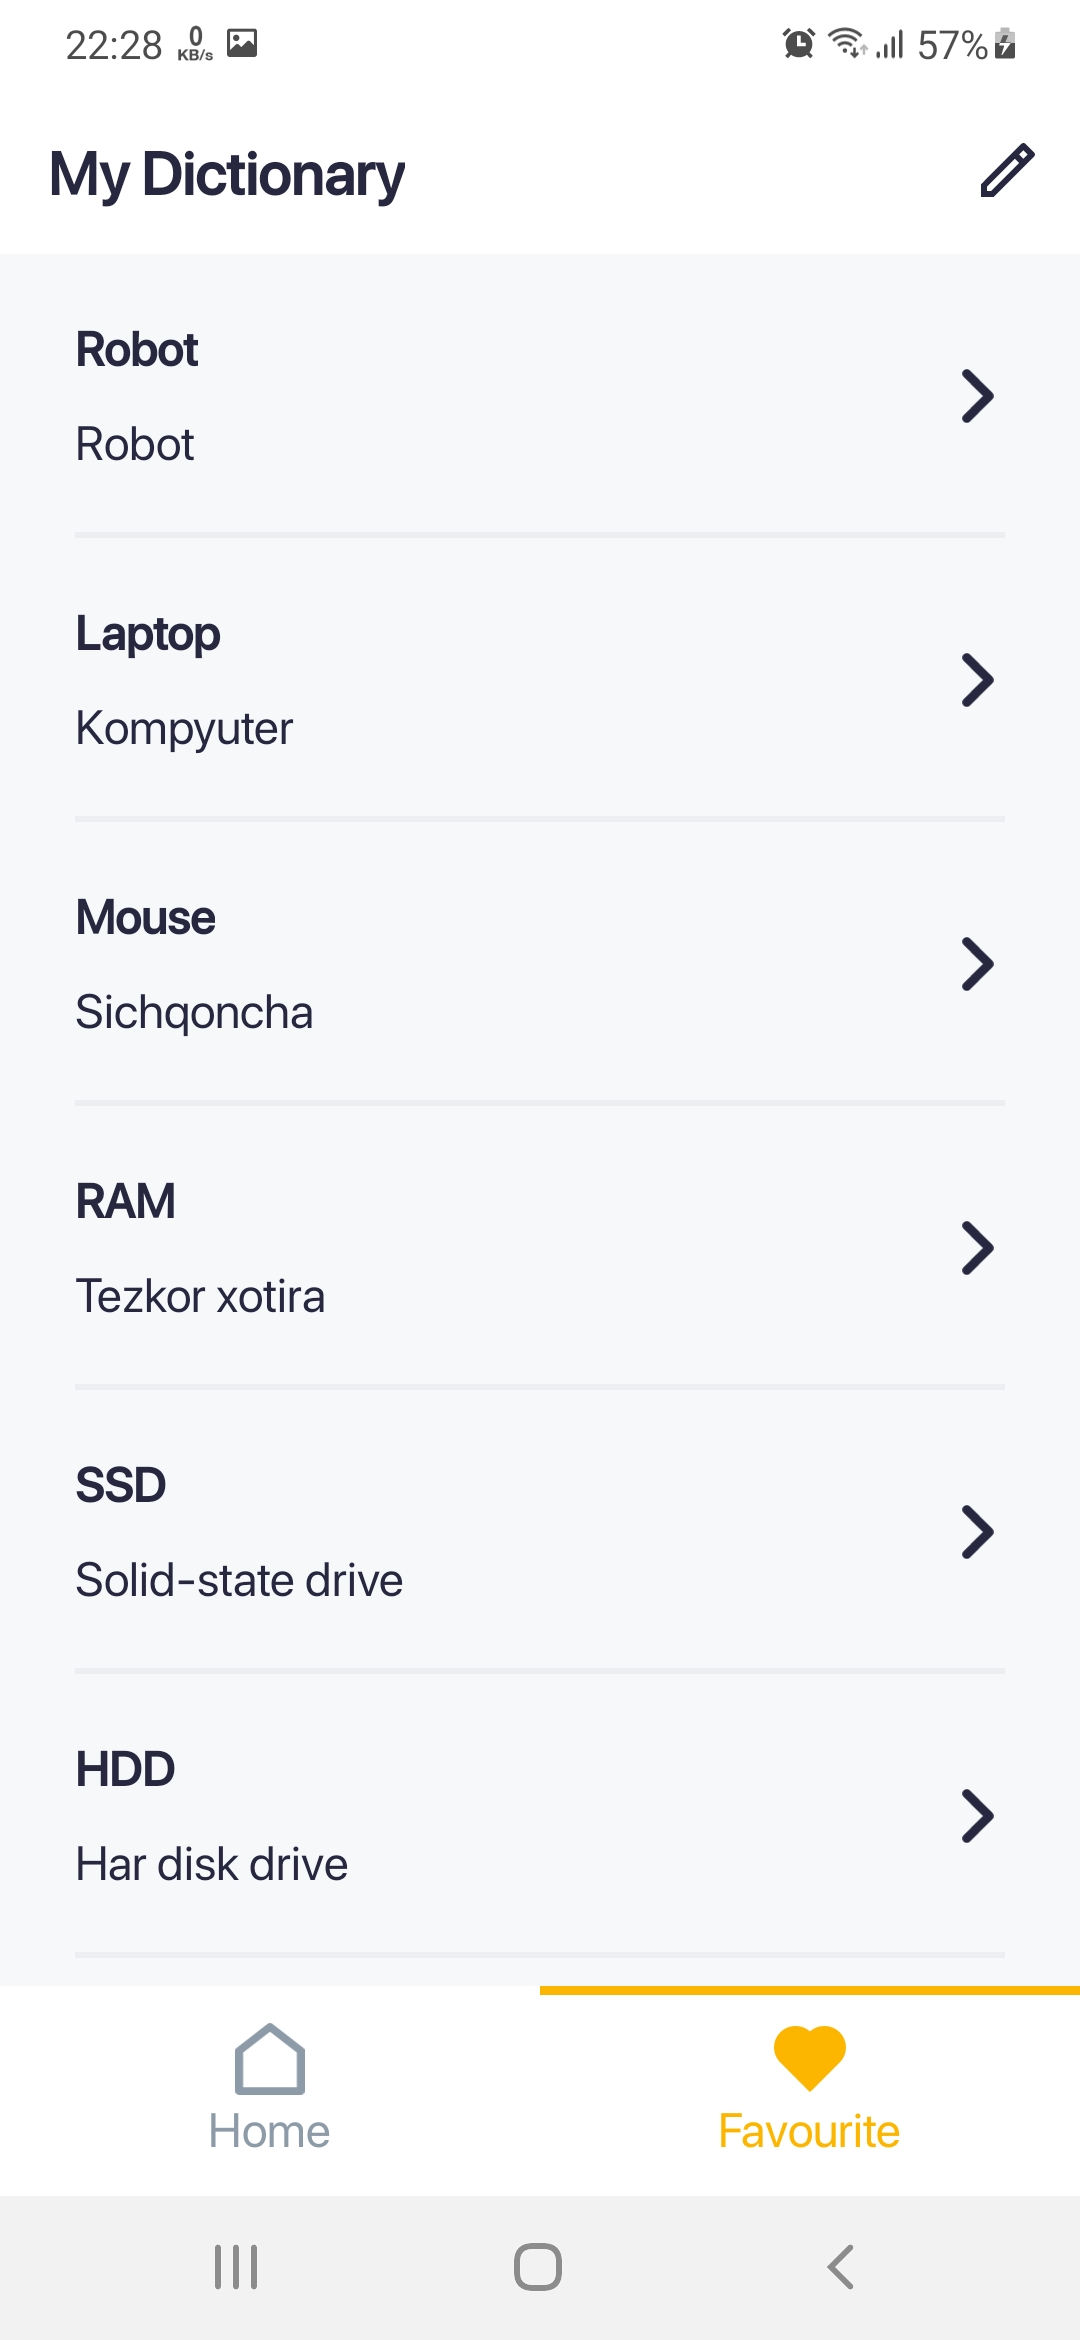 22:28 0 KB/s 57%
My Dictionary
Robot
Robot
Laptop
Kompyuter
Mouse
Sichqoncha
RAM
Tezkor xotira
SSD
Solid-state drive
HDD
Har disk drive
Home Favourite